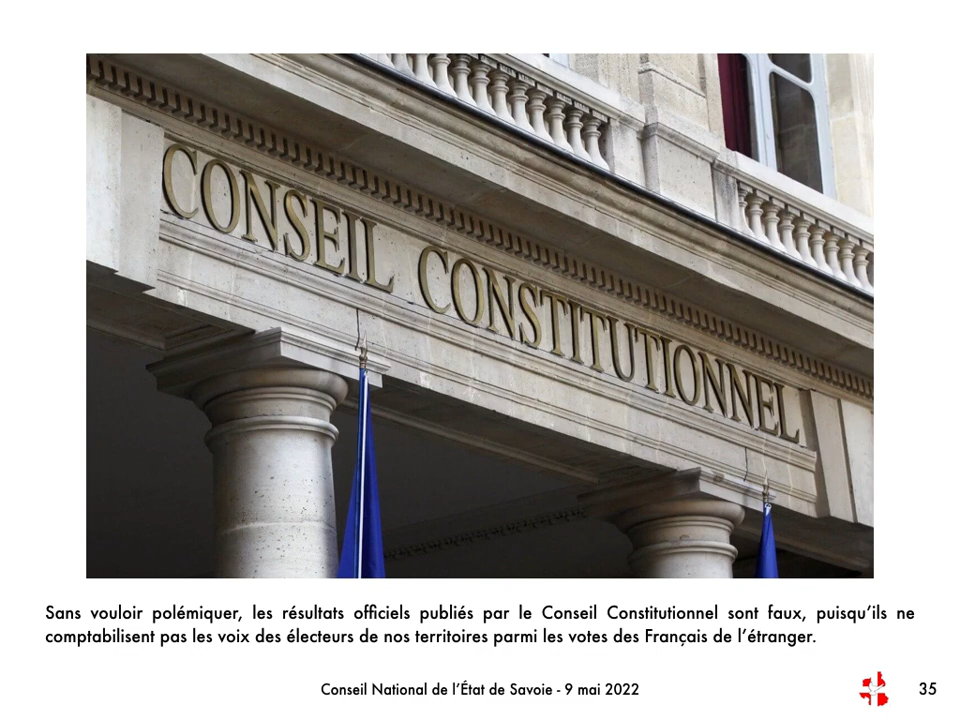 CONSEIL CONSTITUTIONNEL
Sans vouloir polémiquer, les résultats officiels publiés par le Conseil Constitutionnel sont faux, puisqu'ils ne
comptabilisent pas les voix des électeurs de nos territoires parmi les votes des Français de l'étranger.
Conseil National de l'État de Savoie - 9 mai 2022
35